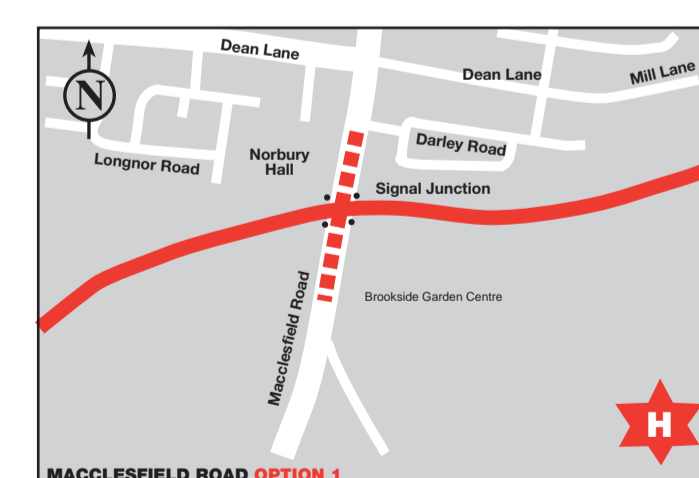 Dean Lane
Dean Lane
Mill Lane
N
Longnor Road
Norbury
Hall
Darley Road
Signal Junction
Macclesfield Road
Brookside Garden Centre
H
MACCLESFIELD ROAD OPTION 1